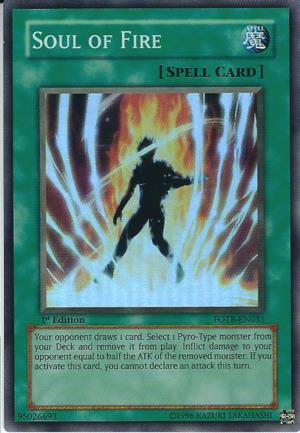 SOUL OF FIRE
SPELL
魔
[SPELL CARD]
1st Edition
FOTB-EN031
Your opponent draws 1 card. Select 1 Pyro-Type monster from
your Deck and remove it from play. Inflict damage to your
opponent equal to half the ATK of the removed monster. If you
activate this card, you cannot declare an attack this turn.
95026693
©1996 KAZUKI TAKAHASHI